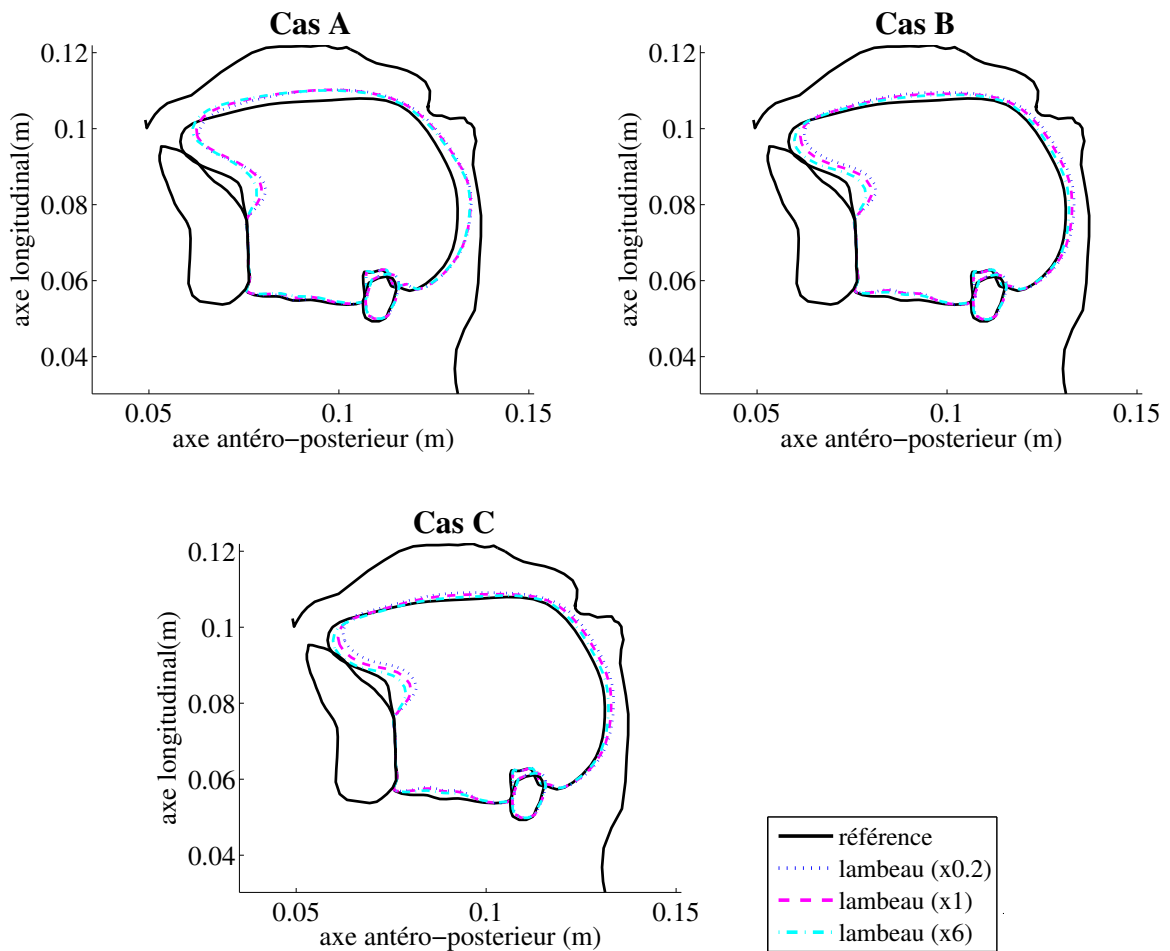 Cas A
0.12
0.1
0.08
0.06
0.04
axe longitudinal(m)
0.05
0.1
0.15
axe antéro−posterieur (m)
Cas B
0.12
0.1
0.08
0.06
0.04
axe longitudinal(m)
0.05
0.1
0.15
axe antéro−posterieur (m)
Cas C
0.12
0.1
0.08
0.06
0.04
axe longitudinal(m)
0.05
0.1
0.15
axe antéro−posterieur (m)
référence
lambeau (x0.2)
lambeau (x1)
lambeau (x6)